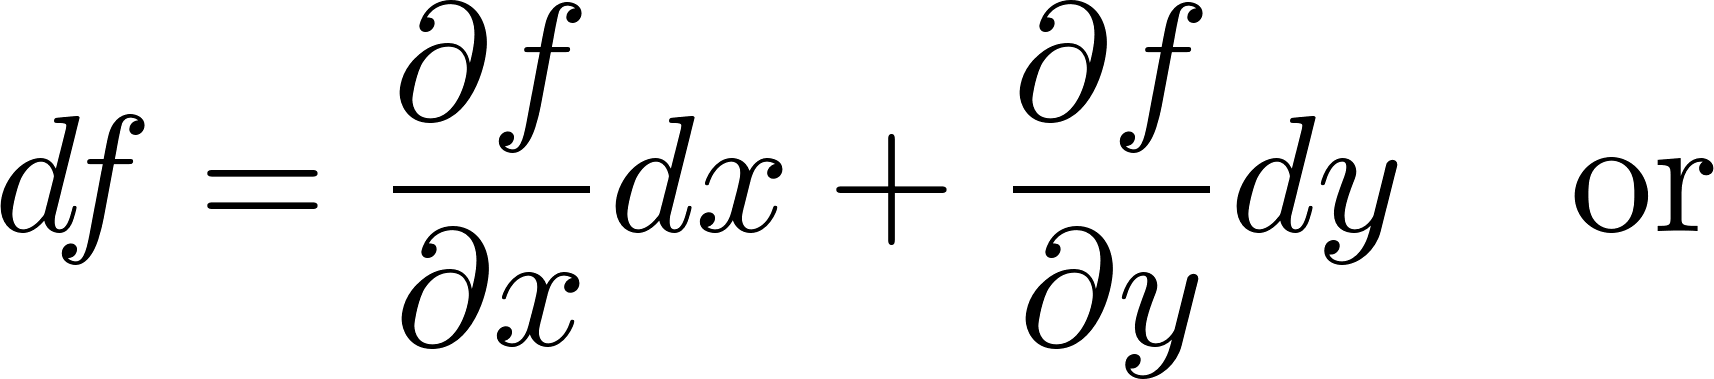 df = ∂f/∂x dx + ∂f/∂y dy or